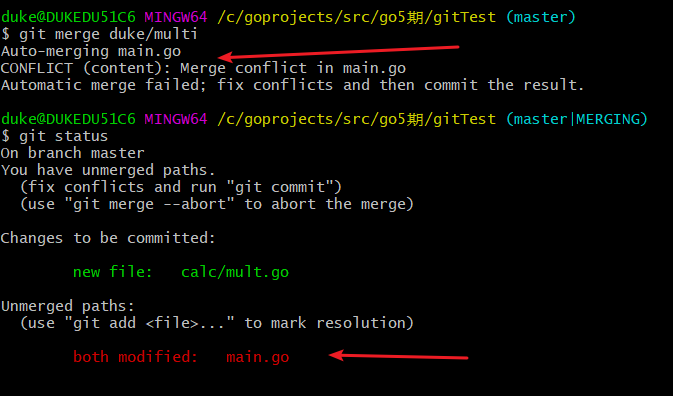 duke@DUKEDU51C6 MINGW64 /c/goprojects/src/go5期/gitTest (master)
$ git merge duke/multi
Auto-merging main.go
CONFLICT (content): Merge conflict in main.go
Automatic merge failed; fix conflicts and then commit the result.
duke@DUKEDU51C6 MINGW64 /c/goprojects/src/go5期/gitTest (master|MERGING)
$ git status
On branch master
You have unmerged paths.
(fix conflicts and run "git commit")
(use "git merge --abort" to abort the merge)
Changes to be committed:
new file: calc/mult.go
Unmerged paths:
(use "git add <file>..." to mark resolution)
both modified: main.go